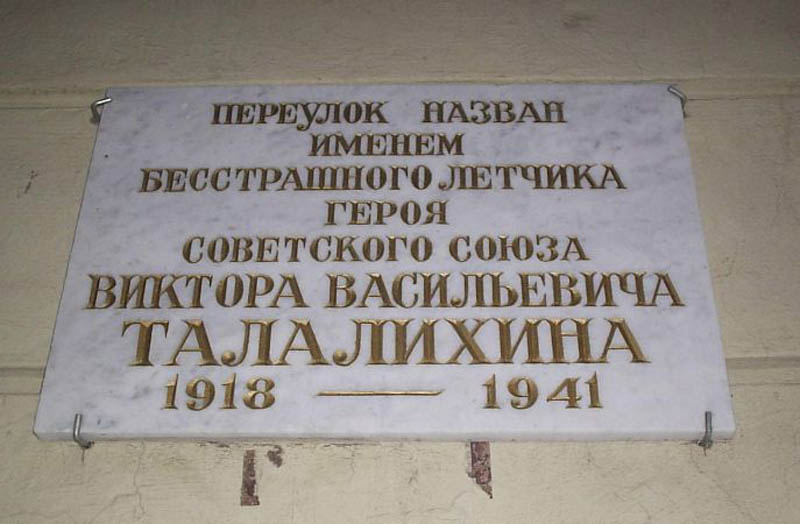 ПЕРЕУЛОК НАЗВАН
ИМЕНЕМ
БЕССТРАШНОГО ЛЕТЧИКА
ГЕРОЯ
СОВЕТСКОГО СОЮЗА
ВИКТОРА ВАСИЛЬЕВИЧА
ТАЛАЛИХИНА
1918 — 1941